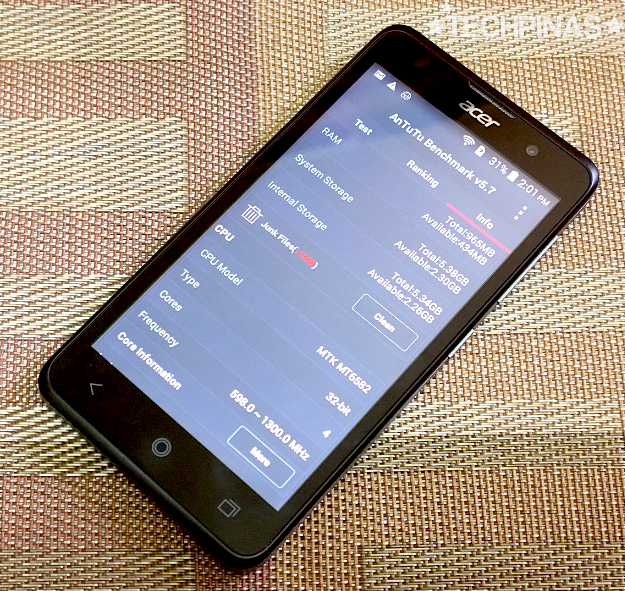 ★TECHPINAS★
acer
31% 2:01 PM
AnTuTu Benchmark v5.7
Test Ranking Info
RAM Total:965MB
Available:434MB
System Storage Total:5.38GB
Available:2.30GB
Internal Storage Total:5.34GB
Available:2.26GB
Junk Files( )
Clean
CPU
CPU Model MTK MT6582
Type 32-bit
Cores 4
Frequency 598.0 ~ 1300.0 MHz
Core Information More